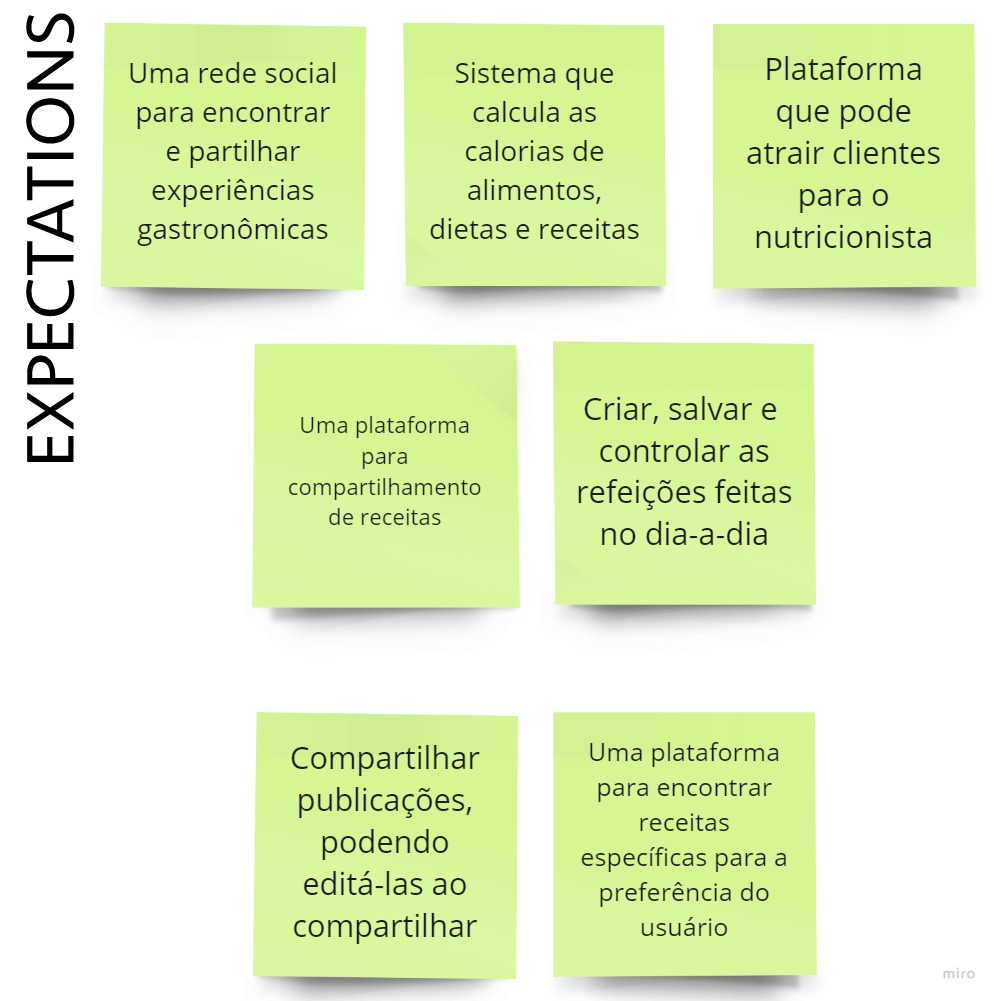 EXPECTATIONS
Uma rede social
para encontrar
e partilhar
experiências
gastronômicas
Sistema que
calcula as
calorias de
alimentos,
dietas e receitas
Plataforma
que pode
atrair clientes
para o
nutricionista
Uma plataforma
para
compartilhamento
de receitas
Criar, salvar e
controlar as
refeições feitas
no dia-a-dia
Compartilhar
publicações,
podendo
editá-las ao
compartilhar
Uma plataforma
para encontrar
receitas
específicas para a
preferência do
usuário
miro